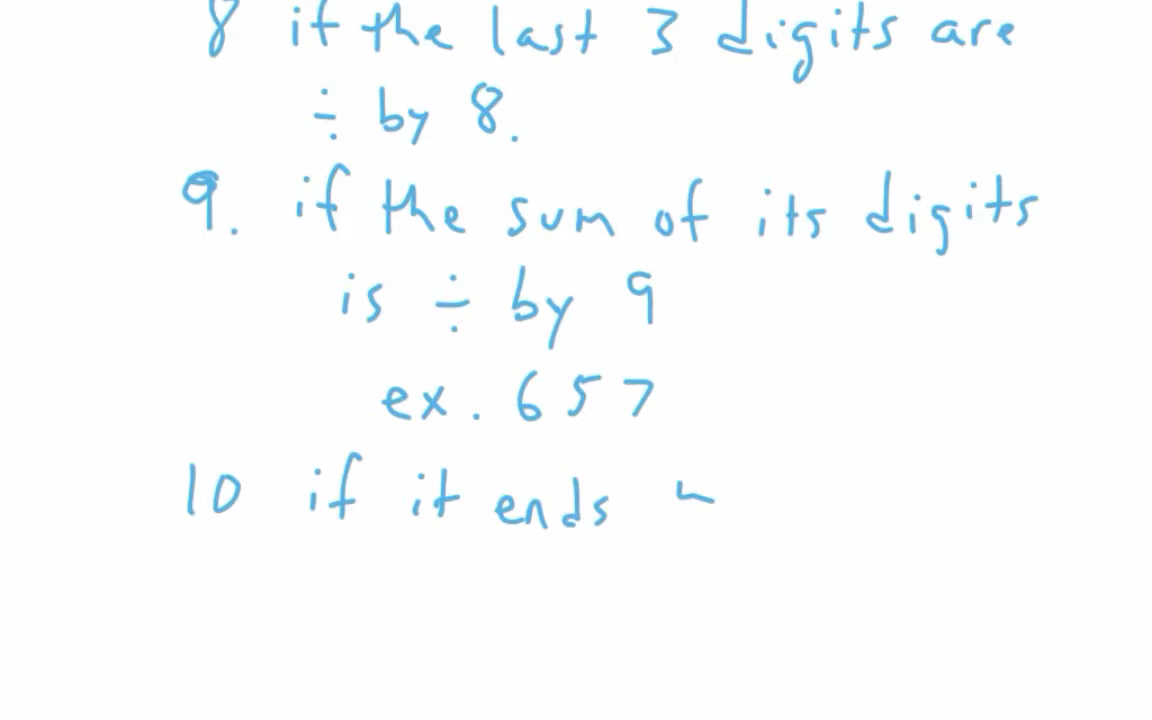 8 if the last 3 digits are
÷ by 8.
9. if the sum of its digits
is ÷ by 9
ex. 657
10 if it ends